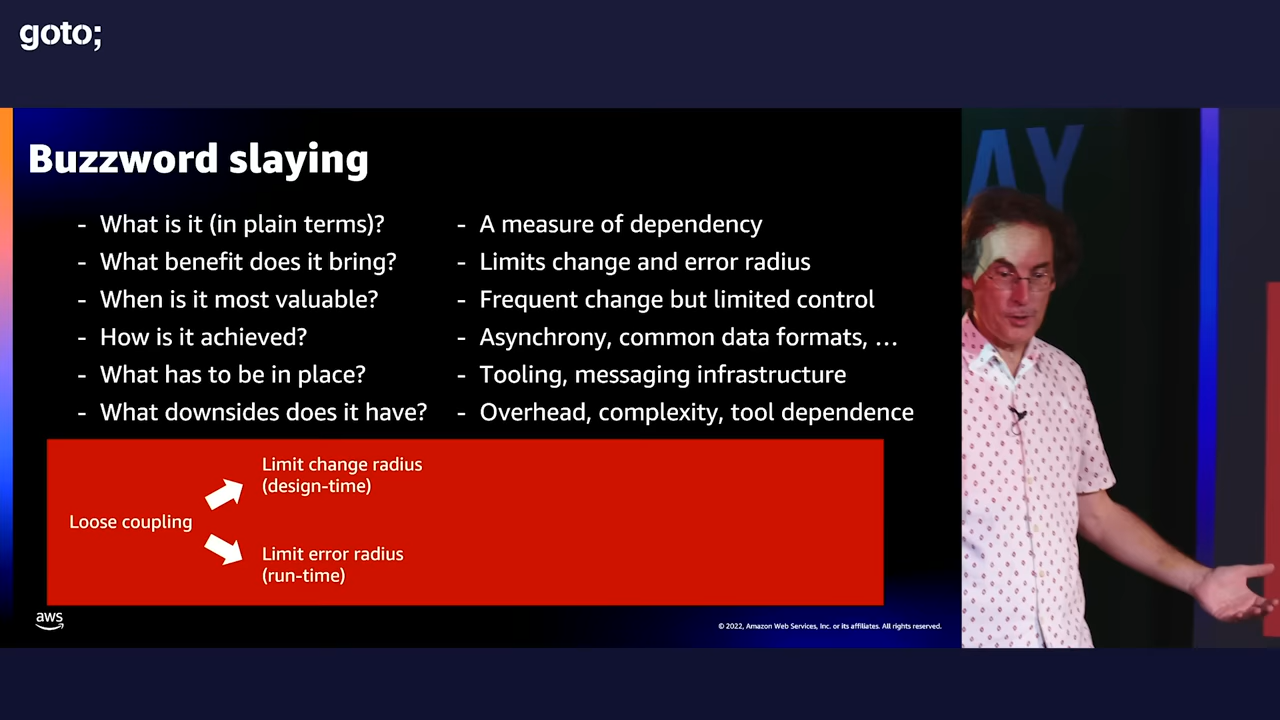 goto;
AY
Buzzword slaying
- What is it (in plain terms)?
- What benefit does it bring?
- When is it most valuable?
- How is it achieved?
- What has to be in place?
- What downsides does it have?
- A measure of dependency
- Limits change and error radius
- Frequent change but limited control
- Asynchrony, common data formats, …
- Tooling, messaging infrastructure
- Overhead, complexity, tool dependence
Loose coupling
Limit change radius
(design-time)
Limit error radius
(run-time)
aws
© 2022, Amazon Web Services, Inc. or its affiliates. All rights reserved.